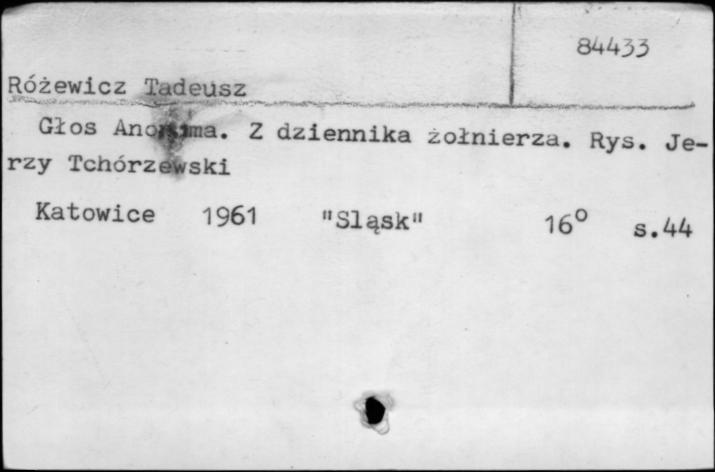 84433
Różewicz Tadeusz
Głos Anonima. Z dziennika żołnierza. Rys. Je-
rzy Tchórzewski
Katowice 1961 "Sląsk" 16° s.44